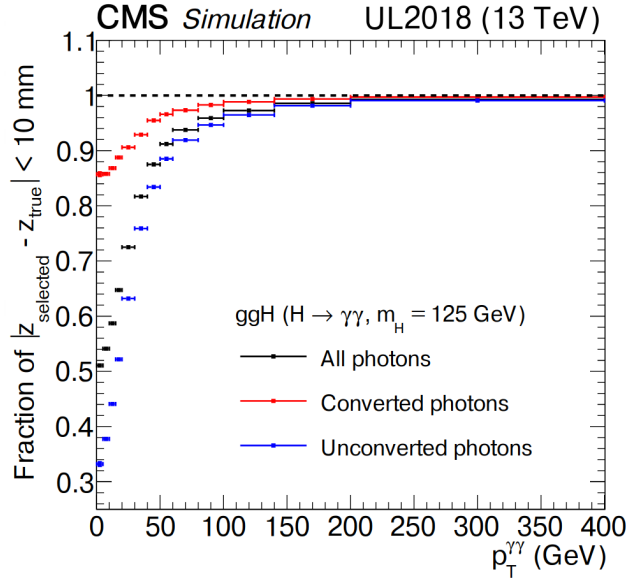 CMS Simulation UL2018 (13 TeV)
1.1
1
0.9
0.8
0.7
0.6
0.5
0.4
0.3
Fraction of |z_selected - z_true| < 10 mm
ggH (H → γγ, m_H = 125 GeV)
All photons
Converted photons
Unconverted photons
0 50 100 150 200 250 300 350 400
p_T^γγ (GeV)